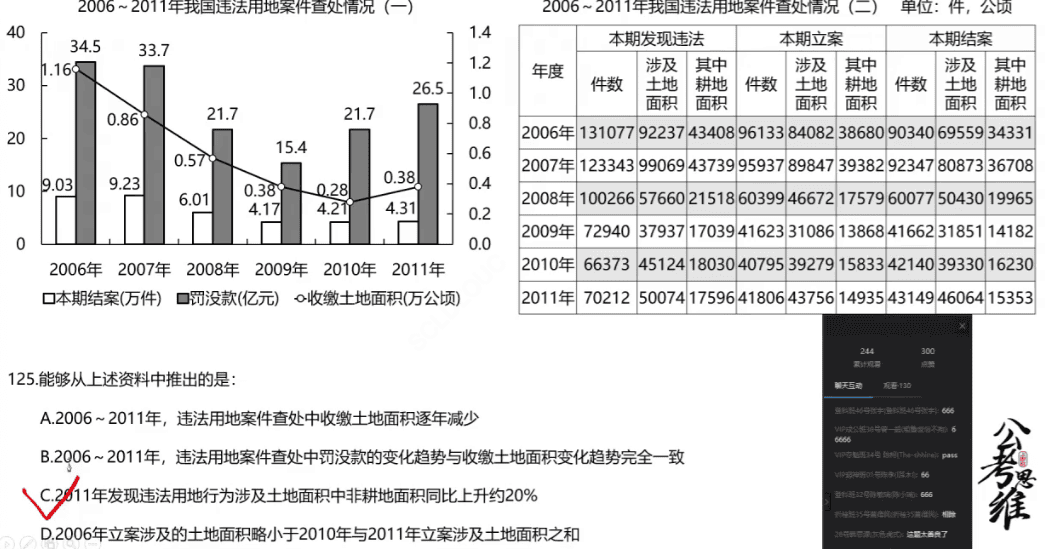 2006～2011年我国违法用地案件查处情况（一）
40
30
20
10
0
1.4
1.2
1.0
0.8
0.6
0.4
0.2
0.0
34.5
33.7
21.7
15.4
21.7
26.5
1.16
0.86
0.57
0.38
0.28
0.38
9.03
9.23
6.01
4.17
4.21
4.31
2006年 2007年 2008年 2009年 2010年 2011年
本期结案(万件) 罚没款(亿元) 收缴土地面积(万公顷)
2006～2011年我国违法用地案件查处情况（二） 单位：件，公顷
年度 本期发现违法 本期立案 本期结案
件数 涉及土地面积 其中耕地面积 件数 涉及土地面积 其中耕地面积 件数 涉及土地面积 其中耕地面积
2006年 131077 92237 43408 96133 84082 38680 90340 69559 34331
2007年 123343 99069 43739 95937 89847 39382 92347 80873 36708
2008年 100266 57660 21518 60399 46672 17579 60077 50430 19965
2009年 72940 37937 17039 41623 31086 13868 41662 31851 14182
2010年 66373 45124 18030 40795 39279 15833 42140 39330 16230
2011年 70212 50074 17596 41806 43756 14935 43149 46064 15353
125.能够从上述资料中推出的是：
A.2006～2011年，违法用地案件查处中收缴土地面积逐年减少
B.2006～2011年，违法用地案件查处中罚没款的变化趋势与收缴土地面积变化趋势完全一致
C.2011年发现违法用地行为涉及土地面积中非耕地面积同比上升约20%
D.2006年立案涉及的土地面积略小于2010年与2011年立案涉及土地面积之和
244 300
累计观看 点赞
聊天互动 观看·130
666
6
6666
pass
66
666
相除
这题太善良了
公考思维